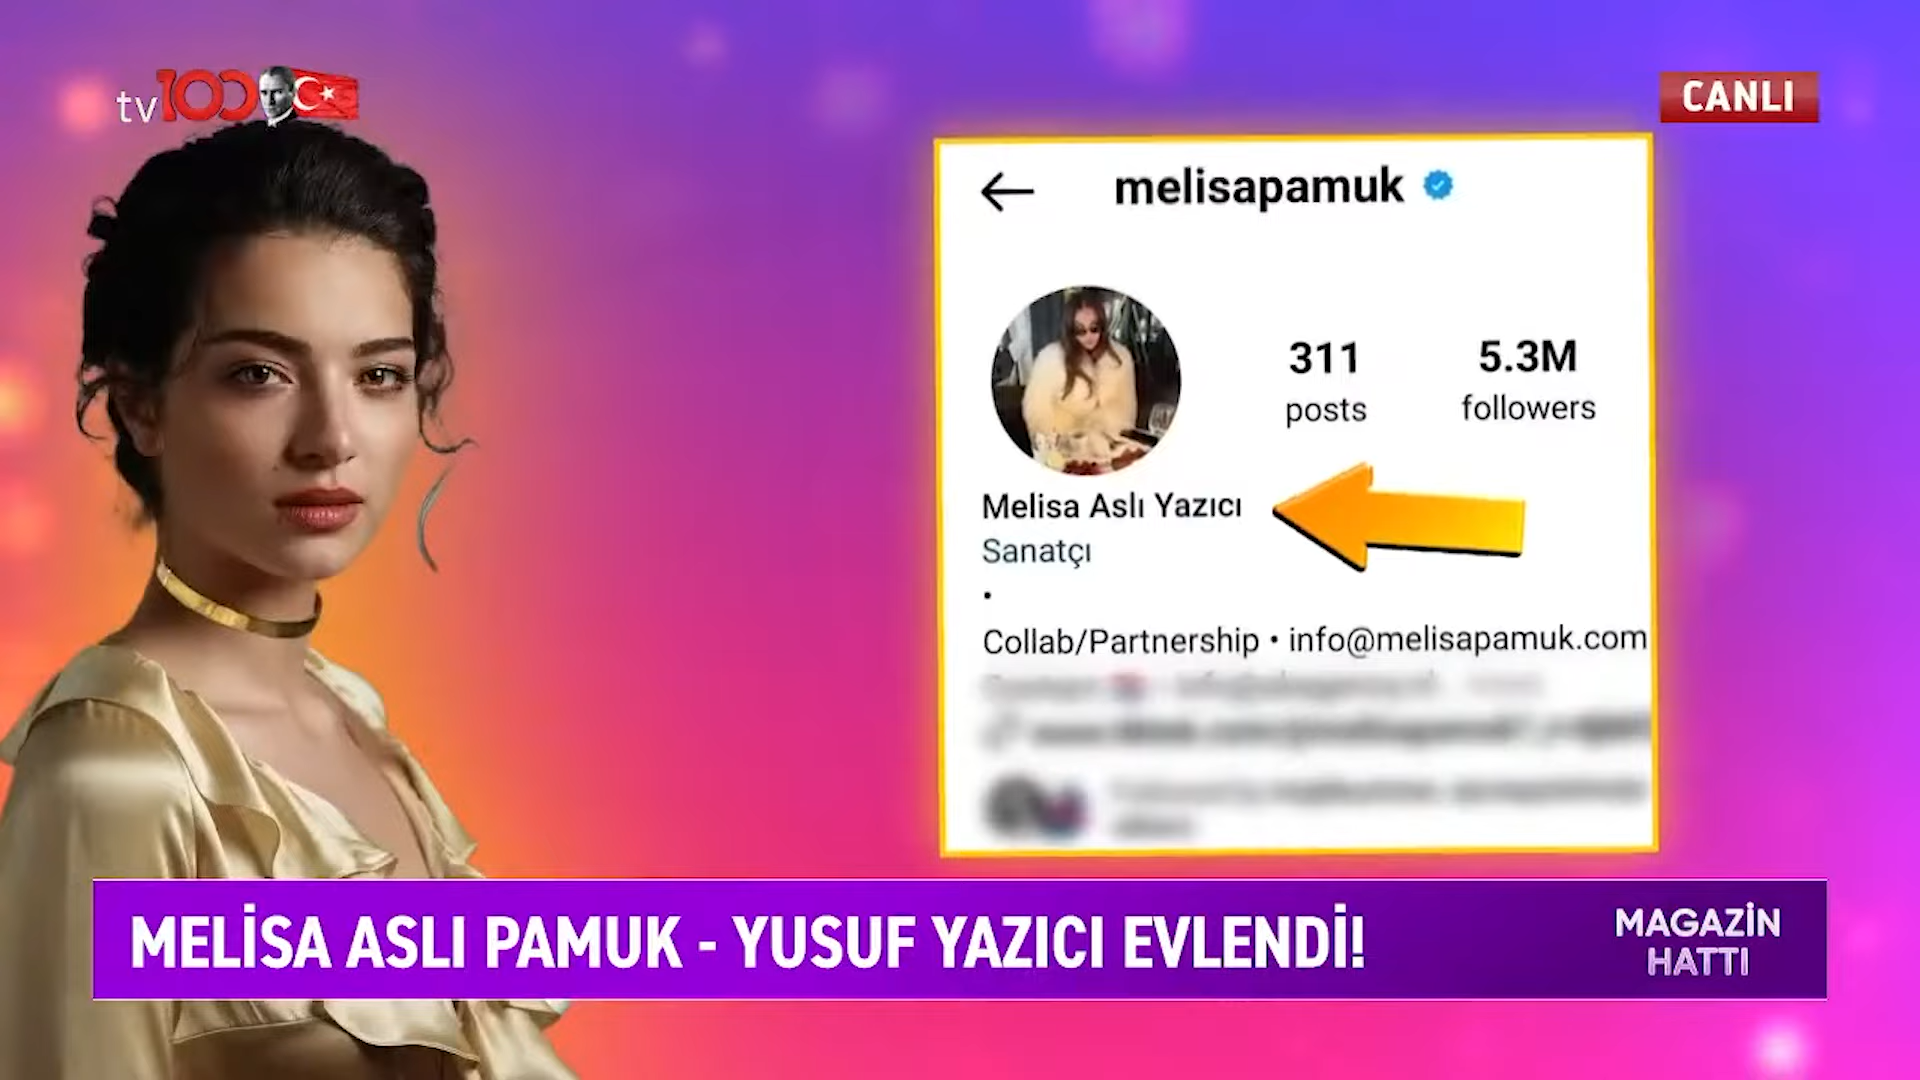 tv100
CANLI
melisapamuk
311
posts
5.3M
followers
Melisa Aslı Yazıcı
Sanatçı
•
Collab/Partnership • info@melisapamuk.com
MELİSA ASLI PAMUK - YUSUF YAZICI EVLENDİ!
MAGAZİN
HATTI